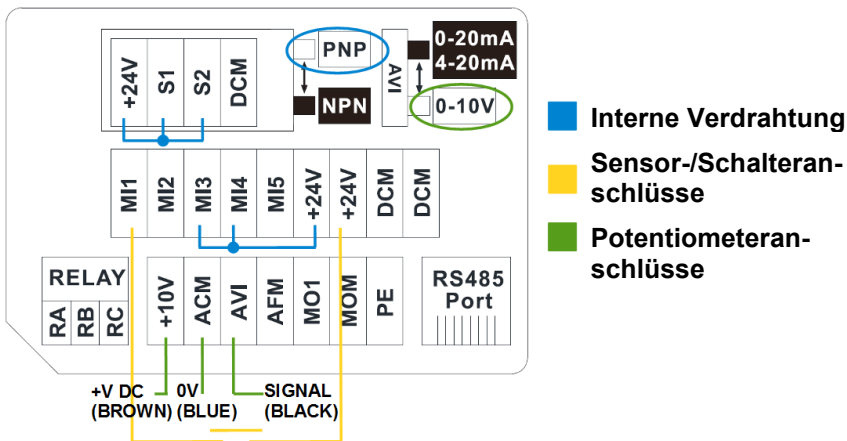 +24V S1 S2 DCM
PNP
NPN
AVI
0-20mA
4-20mA
0-10V
MI1 MI2 MI3 MI4 MI5 +24V +24V DCM DCM
RELAY
RA RB RC
+10V ACM AVI AFM MO1 MOM PE
RS485
Port
+V DC 0V SIGNAL
(BROWN) (BLUE) (BLACK)
Interne Verdrahtung
Sensor-/Schalteran-
schlüsse
Potentiometeran-
schlüsse